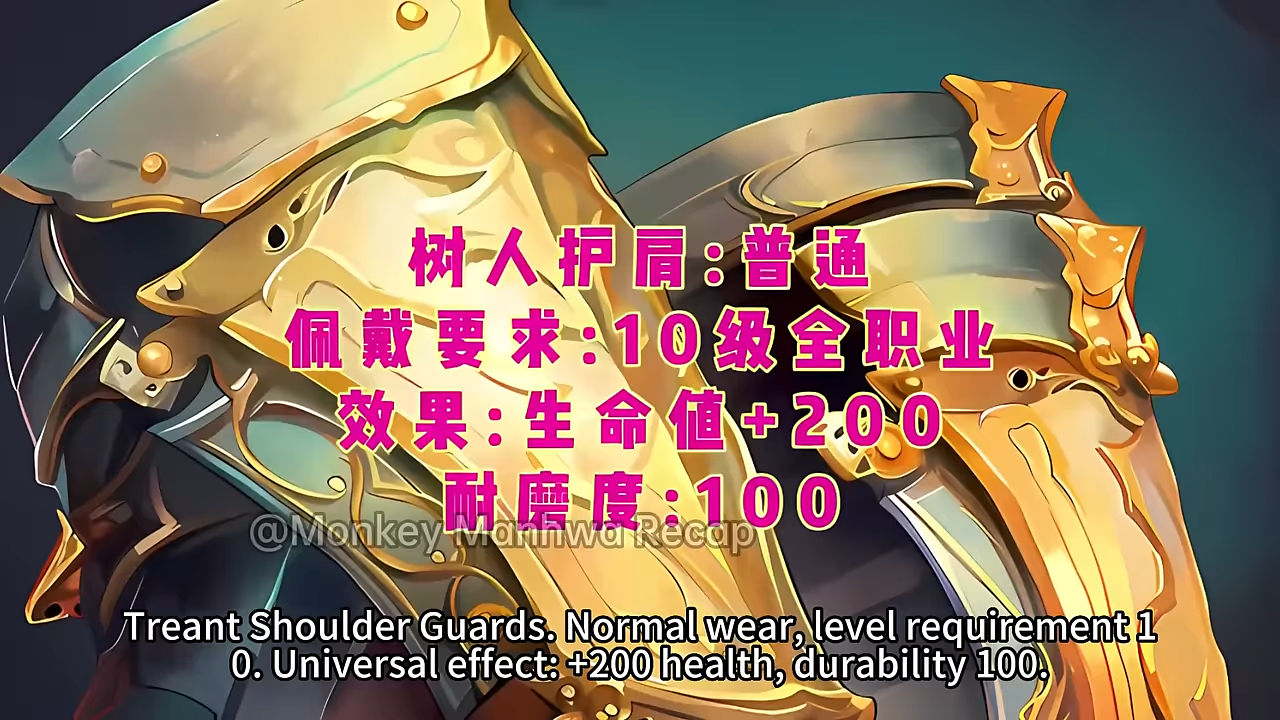 树人护肩:普通
佩戴要求:10级全职业
效果:生命值+200
耐磨度:100
@Monkey Manhwa Recap
Treant Shoulder Guards. Normal wear, level requirement 1
0. Universal effect: +200 health, durability 100.